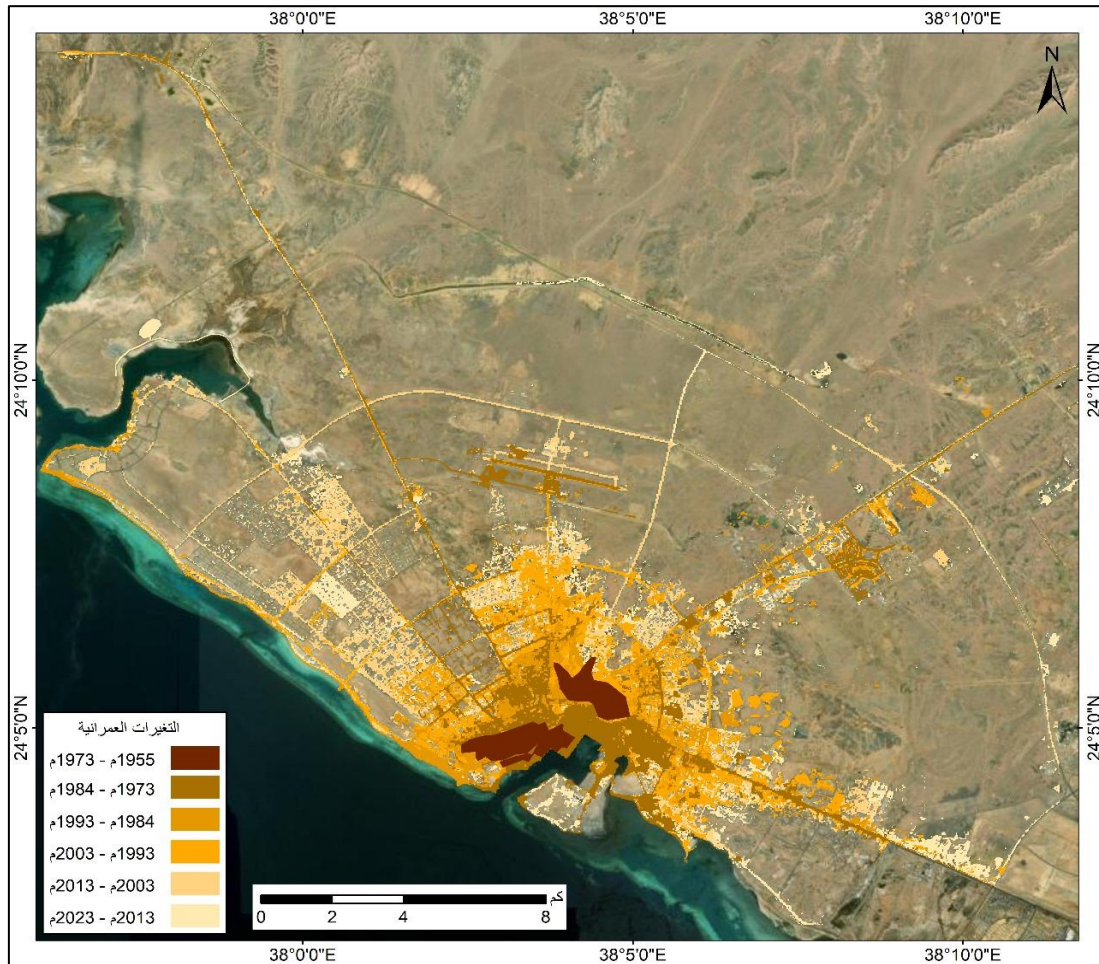 38°0'0"E 38°5'0"E 38°10'0"E
N
24°10'0"N 24°10'0"N
24°5'0"N 24°5'0"N
التغيرات العمرانية
1955م - 1973م
1973م - 1984م
1984م - 1993م
1993م - 2003م
2003م - 2013م
2013م - 2023م
كم
0 2 4 8
38°0'0"E 38°5'0"E 38°10'0"E